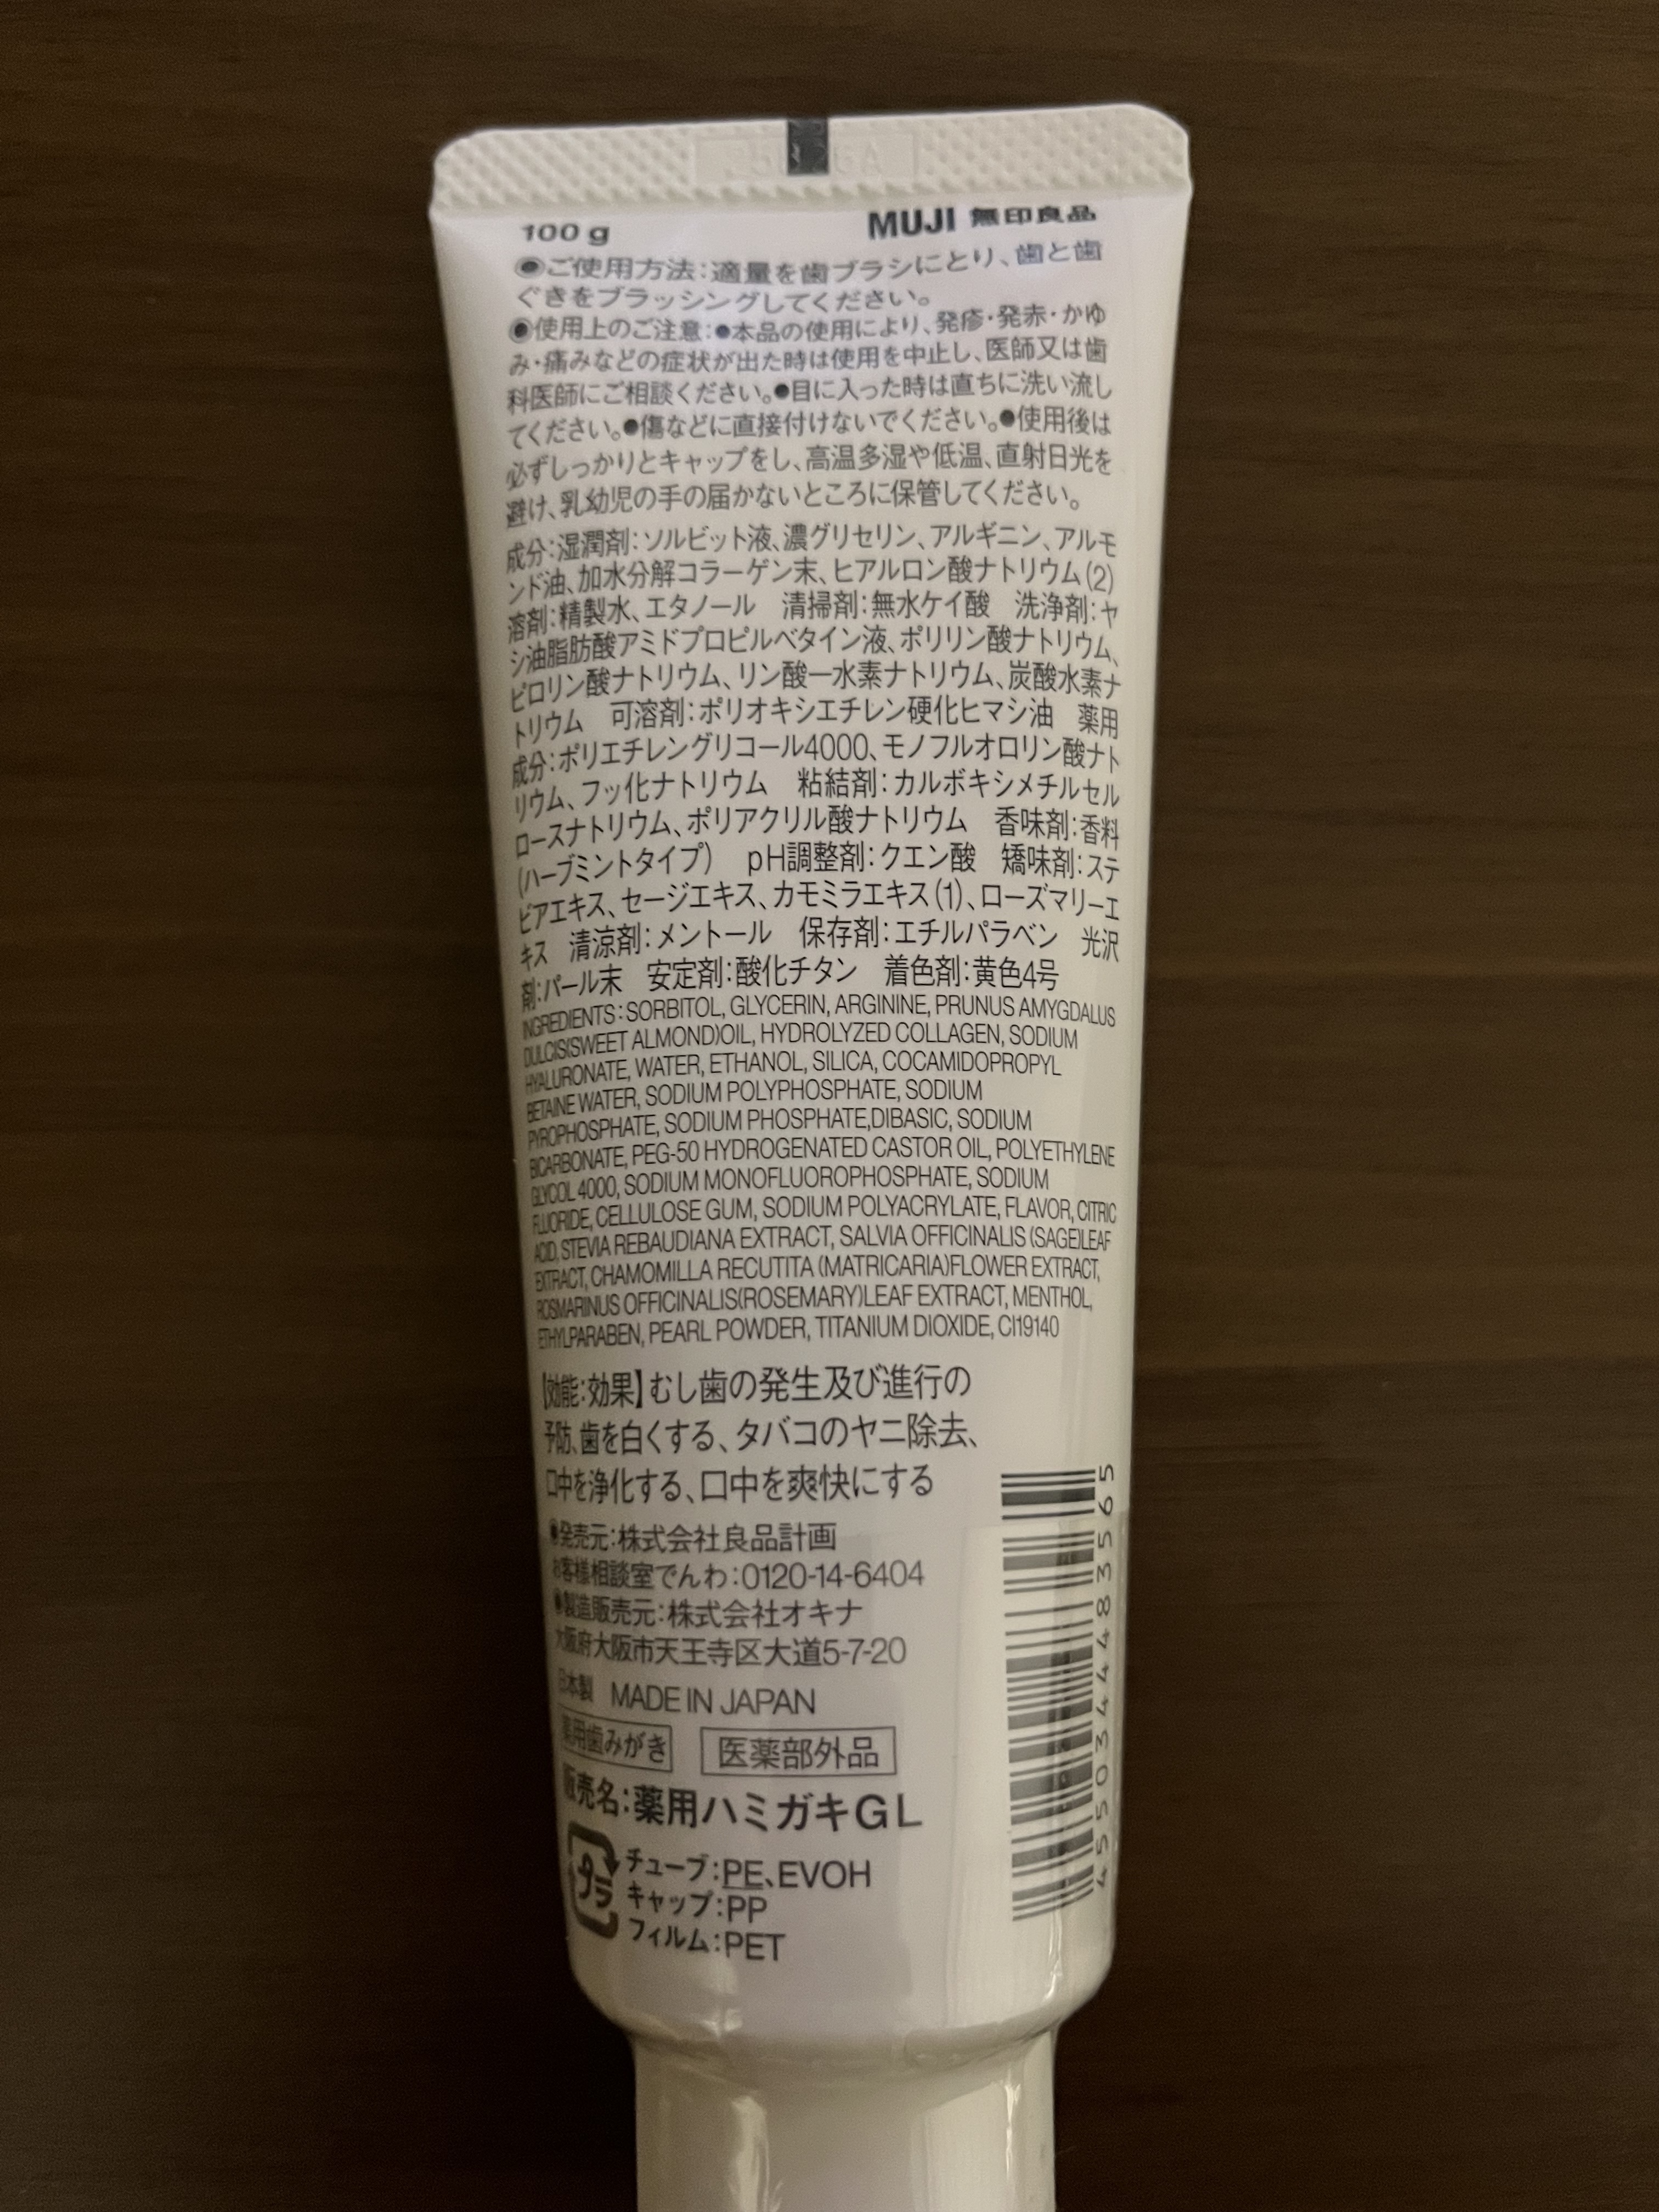 100 g MUJI 無印良品
◉ご使用方法：適量を歯ブラシにとり、歯と歯
ぐきをブラッシングしてください。
◉使用上のご注意：●本品の使用により、発疹・発赤・かゆ
み・痛みなどの症状が出た時は使用を中止し、医師又は歯
科医師にご相談ください。●目に入った時は直ちに洗い流し
てください。●傷などに直接付けないでください。●使用後は
必ずしっかりとキャップをし、高温多湿や低温、直射日光を
避け、乳幼児の手の届かないところに保管してください。
成分：湿潤剤：ソルビット液、濃グリセリン、アルギニン、アルモ
ンド油、加水分解コラーゲン末、ヒアルロン酸ナトリウム(2)
溶剤：精製水、エタノール　清掃剤：無水ケイ酸　洗浄剤：ヤ
シ油脂肪酸アミドプロピルベタイン液、ポリリン酸ナトリウム、
ピロリン酸ナトリウム、リン酸一水素ナトリウム、炭酸水素ナ
トリウム　可溶剤：ポリオキシエチレン硬化ヒマシ油　薬用
成分：ポリエチレングリコール4000、モノフルオロリン酸ナト
リウム、フッ化ナトリウム　粘結剤：カルボキシメチルセル
ロースナトリウム、ポリアクリル酸ナトリウム　香味剤：香料
(ハーブミントタイプ)　pH調整剤：クエン酸　矯味剤：ステ
ビアエキス、セージエキス、カモミラエキス(1)、ローズマリーエ
キス　清涼剤：メントール　保存剤：エチルパラベン　光沢
剤：パール末　安定剤：酸化チタン　着色剤：黄色4号
INGREDIENTS：SORBITOL, GLYCERIN, ARGININE, PRUNUS AMYGDALUS
DULCIS(SWEET ALMOND)OIL, HYDROLYZED COLLAGEN, SODIUM
HYALURONATE, WATER, ETHANOL, SILICA, COCAMIDOPROPYL
BETAINE WATER, SODIUM POLYPHOSPHATE, SODIUM
PYROPHOSPHATE, SODIUM PHOSPHATE,DIBASIC, SODIUM
BICARBONATE, PEG-50 HYDROGENATED CASTOR OIL, POLYETHYLENE
GLYCOL 4000, SODIUM MONOFLUOROPHOSPHATE, SODIUM
FLUORIDE, CELLULOSE GUM, SODIUM POLYACRYLATE, FLAVOR, CITRIC
ACID, STEVIA REBAUDIANA EXTRACT, SALVIA OFFICINALIS (SAGE)LEAF
EXTRACT, CHAMOMILLA RECUTITA (MATRICARIA)FLOWER EXTRACT,
ROSMARINUS OFFICINALIS(ROSEMARY)LEAF EXTRACT, MENTHOL,
ETHYLPARABEN, PEARL POWDER, TITANIUM DIOXIDE, CI19140
【効能：効果】むし歯の発生及び進行の
予防、歯を白くする、タバコのヤニ除去、
口中を浄化する、口中を爽快にする
◉発売元：株式会社良品計画
お客様相談室でんわ：0120-14-6404
◉製造販売元：株式会社オキナ
大阪府大阪市天王寺区大道5-7-20
日本製 MADE IN JAPAN
薬用歯みがき 医薬部外品
販売名：薬用ハミガキGL
プラ
チューブ：PE、EVOH
キャップ：PP
フィルム：PET
4550344483565